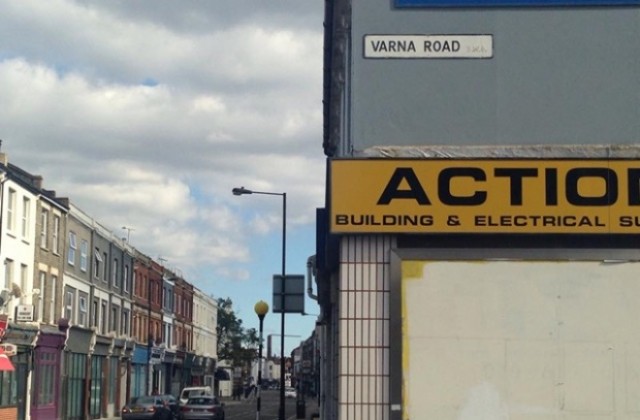 VARNA ROAD
ACTIO
BUILDING & ELECTRICAL SU